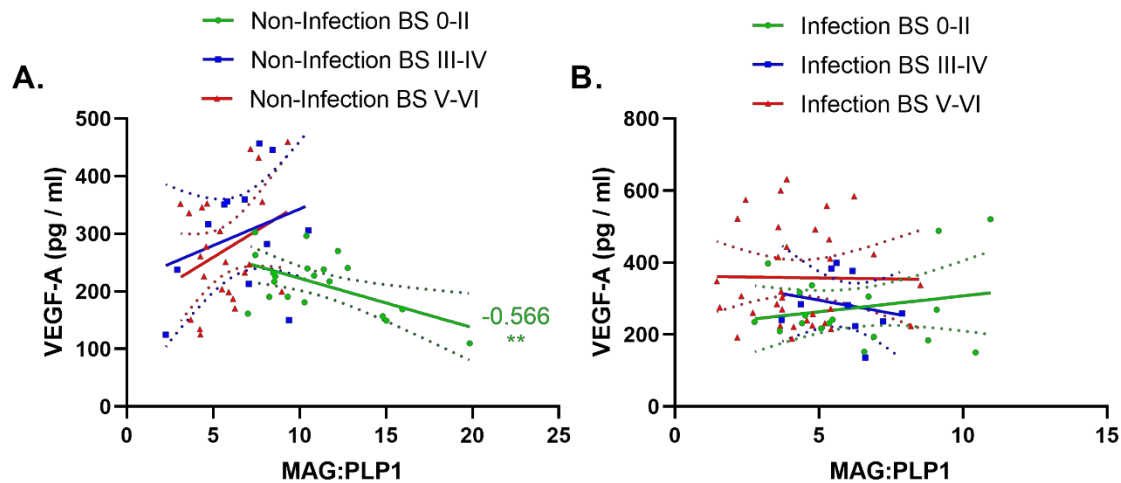 A.
Non-Infection BS 0-II
Non-Infection BS III-IV
Non-Infection BS V-VI
500
400
300
200
100
0
VEGF-A (pg / ml)
-0.566
**
0
5
10
15
20
25
MAG:PLP1
B.
Infection BS 0-II
Infection BS III-IV
Infection BS V-VI
800
600
400
200
0
VEGF-A (pg / ml)
0
5
10
15
MAG:PLP1